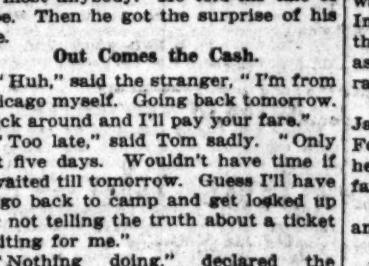 Then he got the surprise of his
Out Comes the Cash.
" Huh," said the stranger, " I'm from
icago myself. Going back tomorrow.
ck around and I'll pay your fare."
" Too late," said Tom sadly. " Only
t five days. Wouldn't have time if
waited till tomorrow. Guess I'll have
go back to camp and get locked up
not telling the truth about a ticket
iting for me."
" Nothing doing," declared the